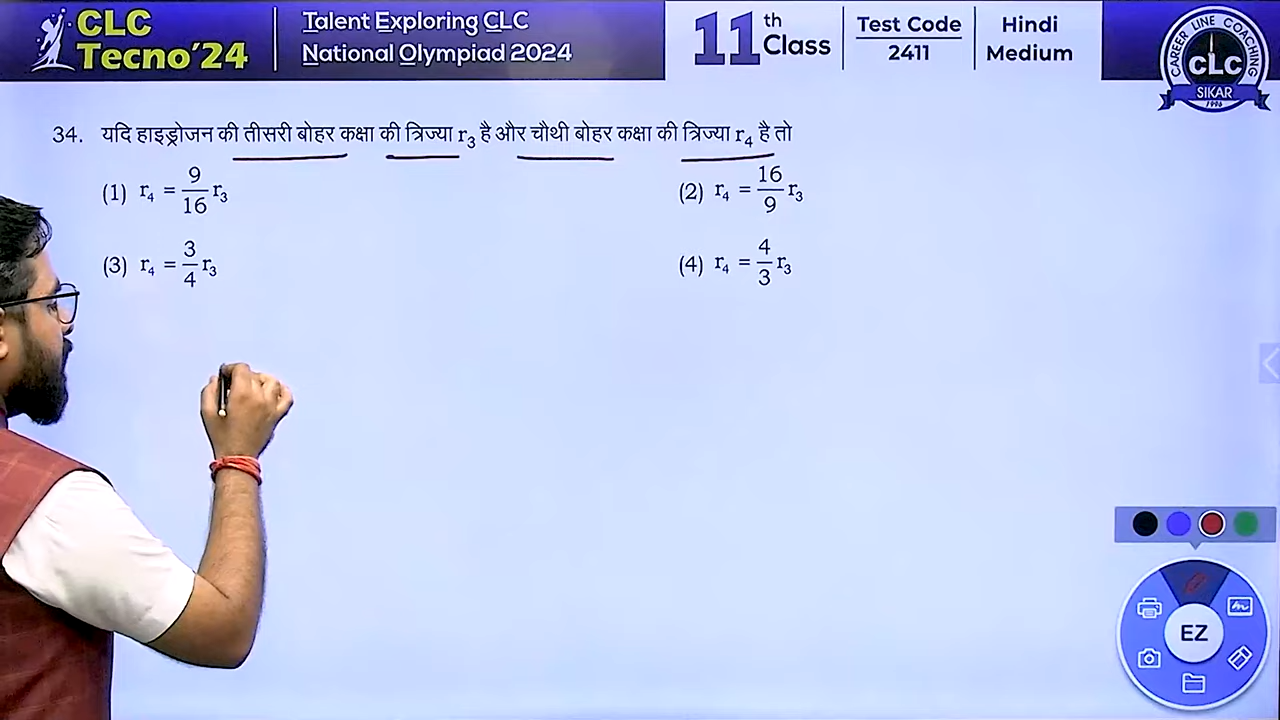 CLC
Tecno'24
Talent Exploring CLC
National Olympiad 2024
11th Class
Test Code
2411
Hindi
Medium
CAREER LINE COACHING
CLC
SIKAR
1996
34. यदि हाइड्रोजन की तीसरी बोहर कक्षा की त्रिज्या r₃ है और चौथी बोहर कक्षा की त्रिज्या r₄ है तो
(1) r₄ = 9/16 r₃ (2) r₄ = 16/9 r₃
(3) r₄ = 3/4 r₃ (4) r₄ = 4/3 r₃
EZ